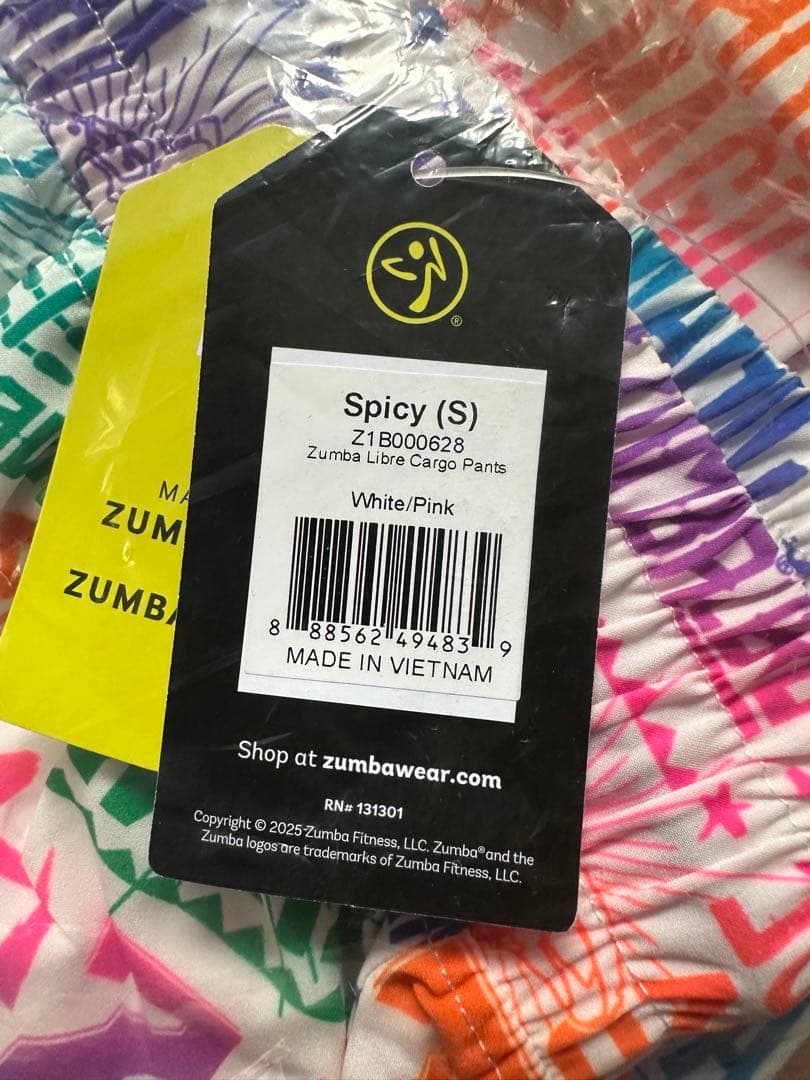 Spicy (S)
Z1B000628
Zumba Libre Cargo Pants
White/Pink
8 88562 49483 9
MADE IN VIETNAM
Shop at zumbawear.com
RN# 131301
Copyright © 2025 Zumba Fitness, LLC. Zumba® and the
Zumba logos are trademarks of Zumba Fitness, LLC.
MA
ZUM
ZUMBA